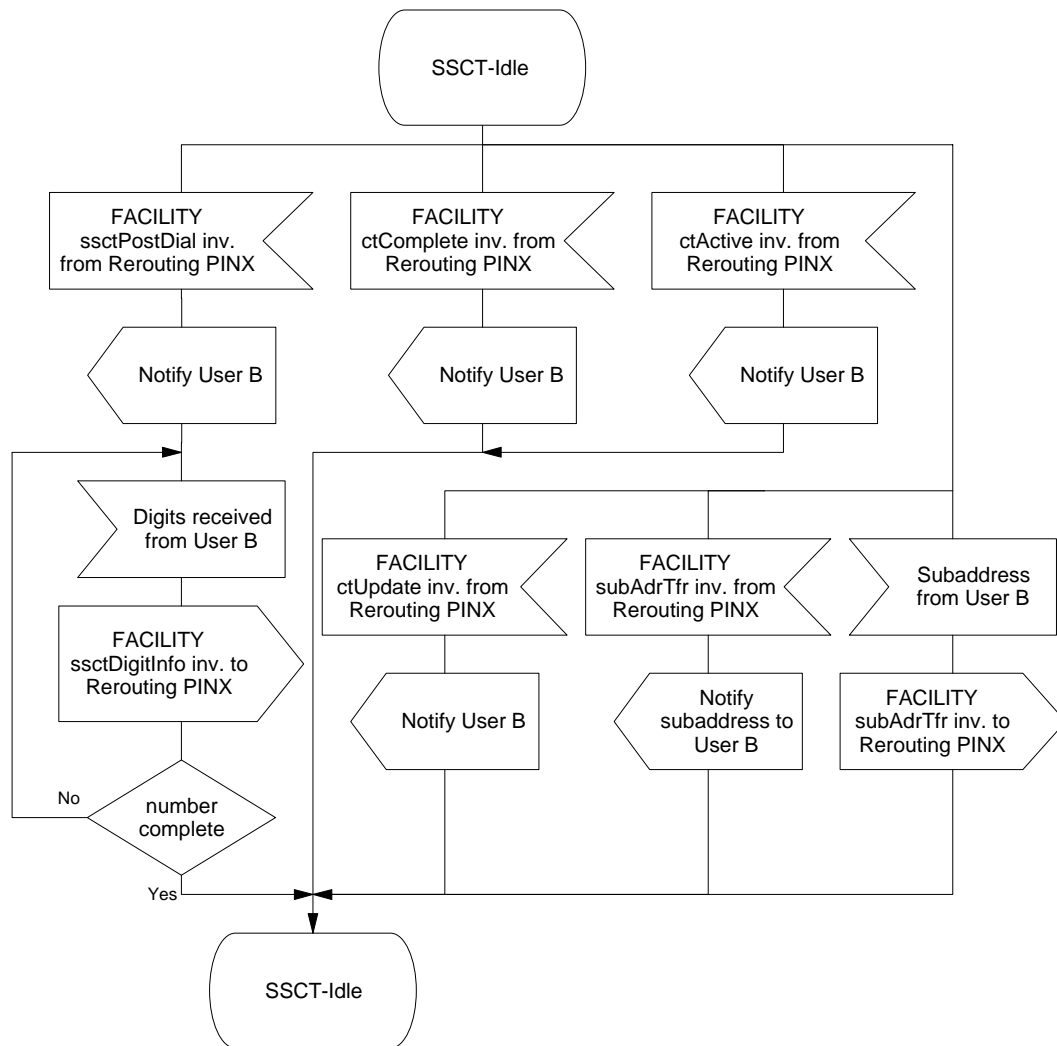 SSCT-Idle
FACILITY
ssctPostDial inv.
from Rerouting PINX
FACILITY
ctComplete inv. from
Rerouting PINX
FACILITY
ctActive inv. from
Rerouting PINX
Notify User B
Notify User B
Notify User B
Digits received
from User B
FACILITY
ctUpdate inv. from
Rerouting PINX
FACILITY
subAdrTfr inv. from
Rerouting PINX
Subaddress
from User B
FACILITY
ssctDigitInfo inv. to
Rerouting PINX
Notify User B
Notify
subaddress to
User B
FACILITY
subAdrTfr inv. to
Rerouting PINX
No
number
complete
Yes
SSCT-Idle